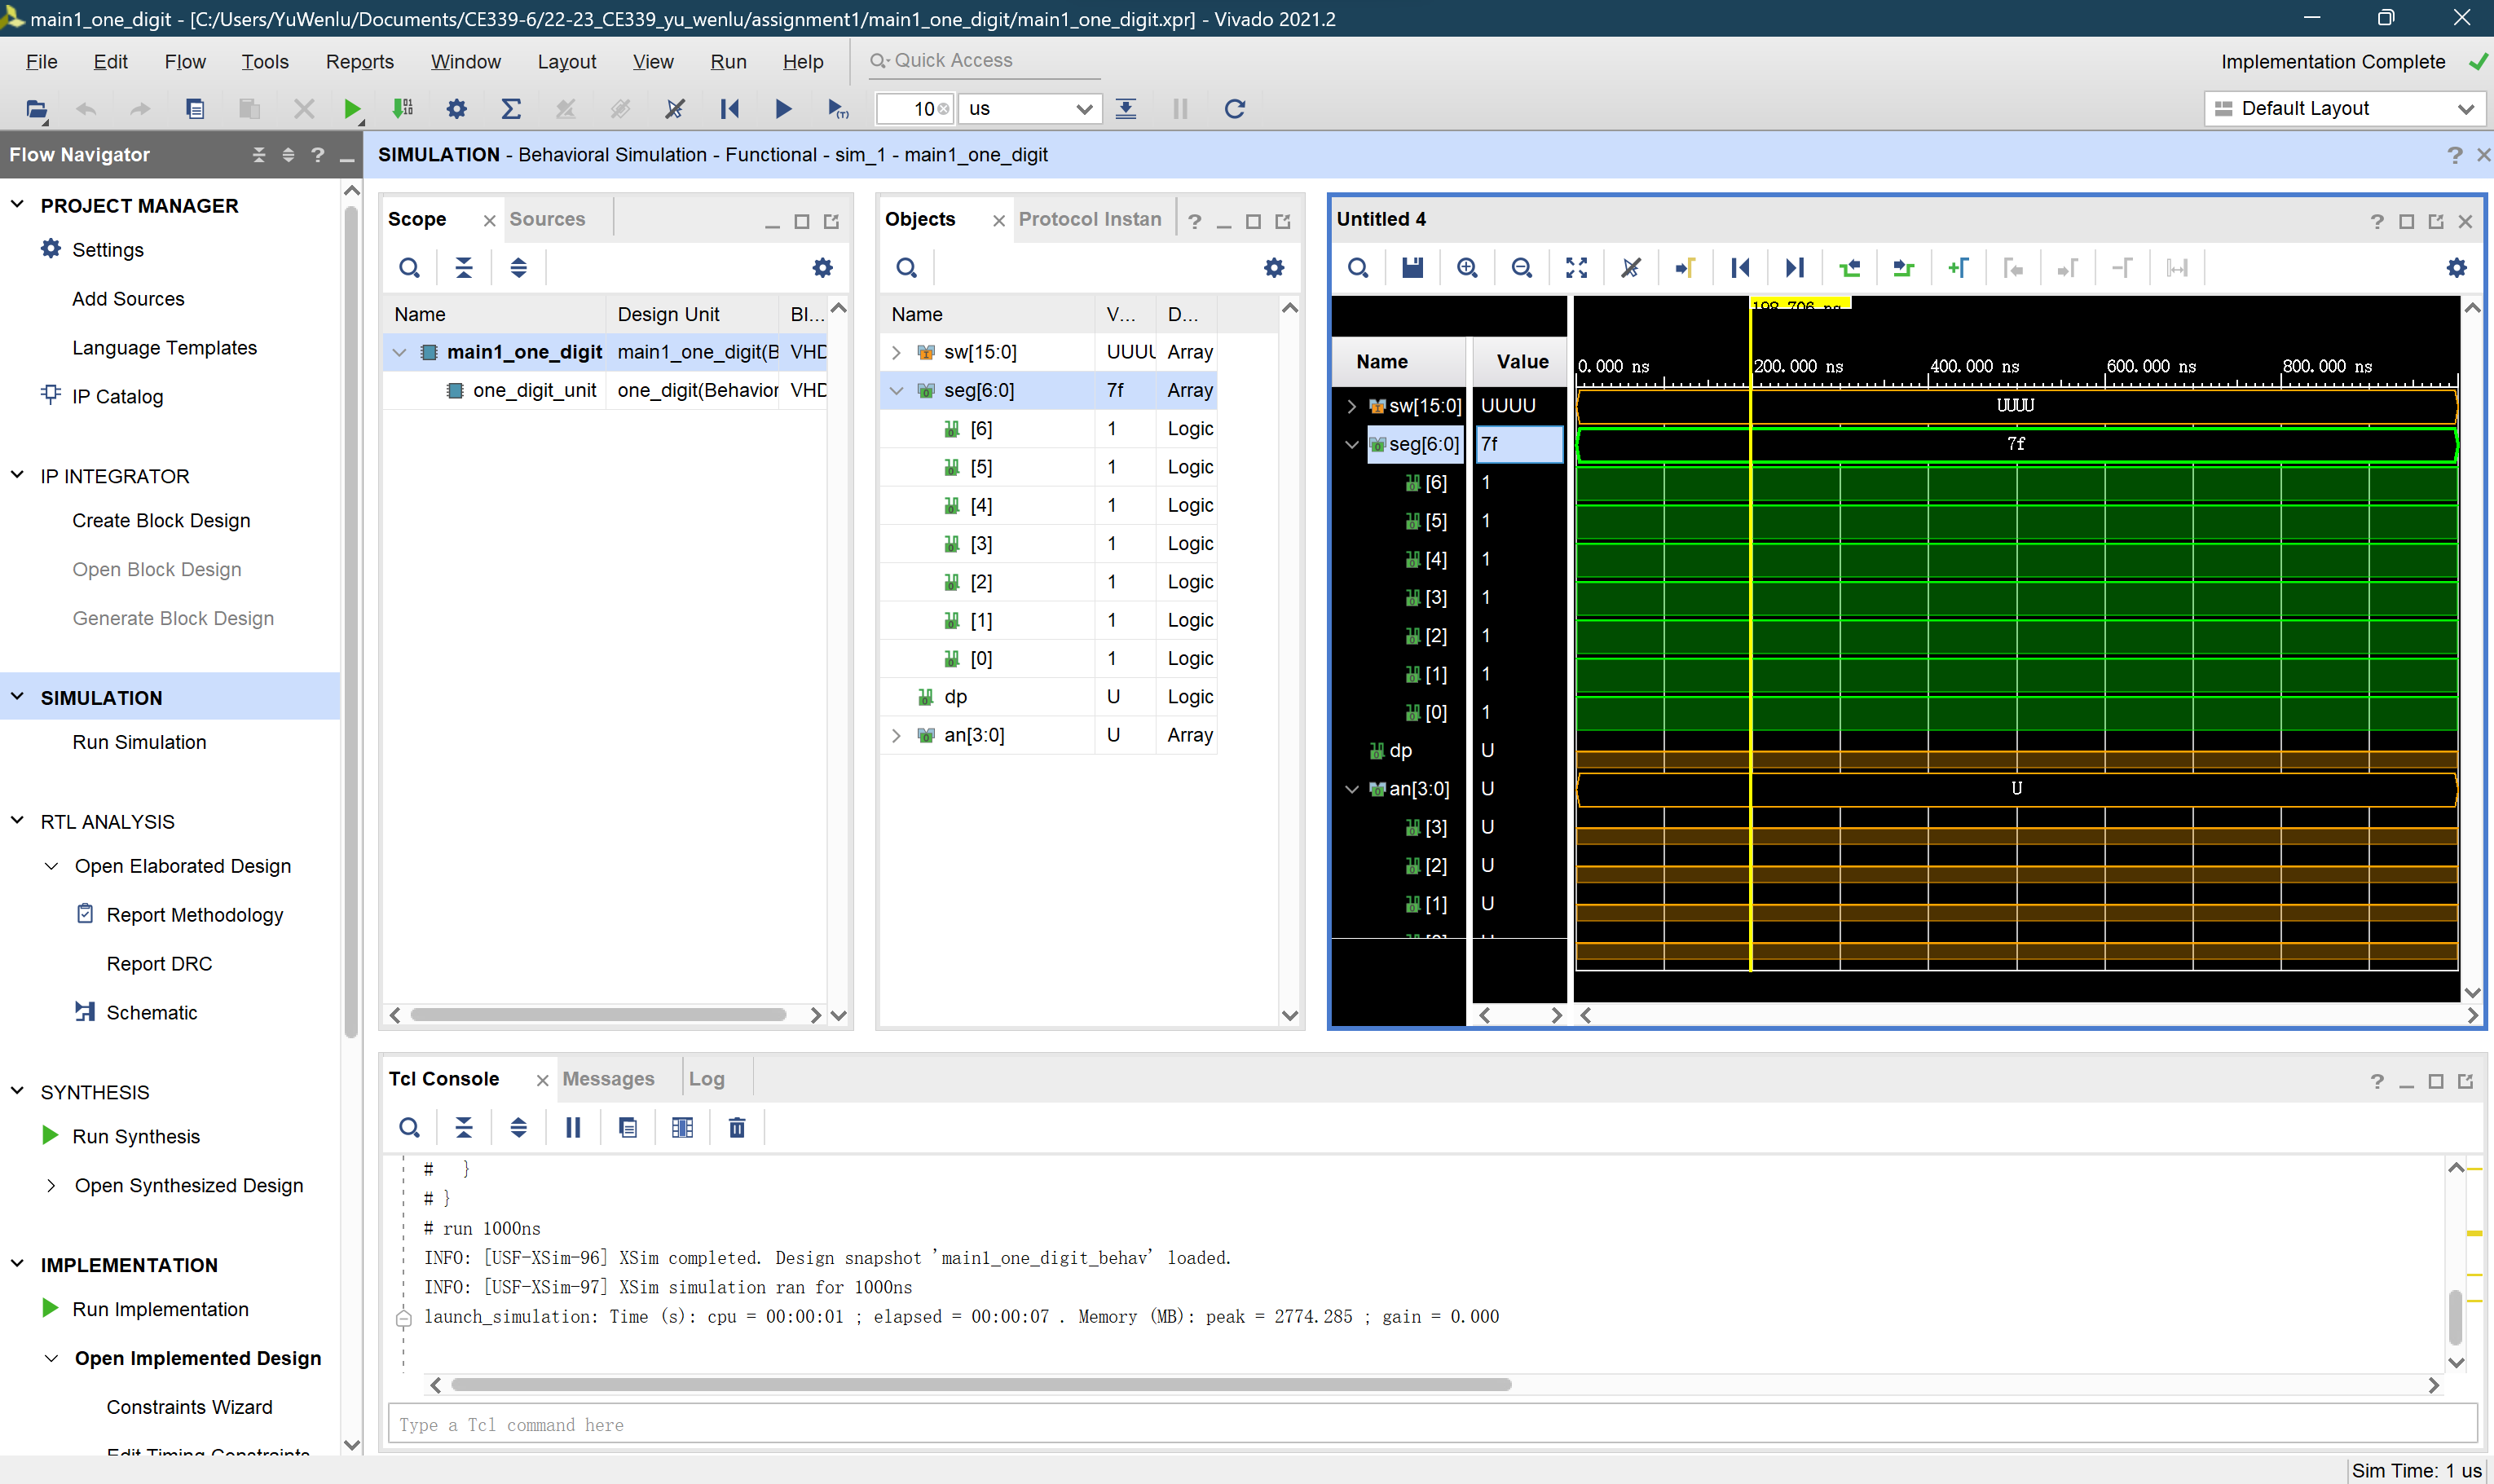 main1_one_digit - [C:/Users/YuWenlu/Documents/CE339-6/22-23_CE339_yu_wenlu/assignment1/main1_one_digit/main1_one_digit.xpr] - Vivado 2021.2
File Edit Flow Tools Reports Window Layout View Run Help Quick Access
Implementation Complete
10 us
Default Layout
Flow Navigator
SIMULATION - Behavioral Simulation - Functional - sim_1 - main1_one_digit
PROJECT MANAGER
Settings
Add Sources
Language Templates
IP Catalog
IP INTEGRATOR
Create Block Design
Open Block Design
Generate Block Design
SIMULATION
Run Simulation
RTL ANALYSIS
Open Elaborated Design
Report Methodology
Report DRC
Schematic
SYNTHESIS
Run Synthesis
Open Synthesized Design
IMPLEMENTATION
Run Implementation
Open Implemented Design
Constraints Wizard
Edit Timing Constraints
Scope Sources
Name Design Unit Bl...
main1_one_digit main1_one_digit(B VHD
one_digit_unit one_digit(Behavior VHD
Objects Protocol Instan
Name V... D...
sw[15:0] UUUU Array
seg[6:0] 7f Array
[6] 1 Logic
[5] 1 Logic
[4] 1 Logic
[3] 1 Logic
[2] 1 Logic
[1] 1 Logic
[0] 1 Logic
dp U Logic
an[3:0] U Array
Untitled 4
198.706 ns
Name Value
0.000 ns 200.000 ns 400.000 ns 600.000 ns 800.000 ns
sw[15:0] UUUU UUUU
seg[6:0] 7f 7f
[6] 1
[5] 1
[4] 1
[3] 1
[2] 1
[1] 1
[0] 1
dp U
an[3:0] U U
[3] U
[2] U
[1] U
Tcl Console Messages Log
# }
# }
# run 1000ns
INFO: [USF-XSim-96] XSim completed. Design snapshot 'main1_one_digit_behav' loaded.
INFO: [USF-XSim-97] XSim simulation ran for 1000ns
launch_simulation: Time (s): cpu = 00:00:01 ; elapsed = 00:00:07 . Memory (MB): peak = 2774.285 ; gain = 0.000
Type a Tcl command here
Sim Time: 1 us